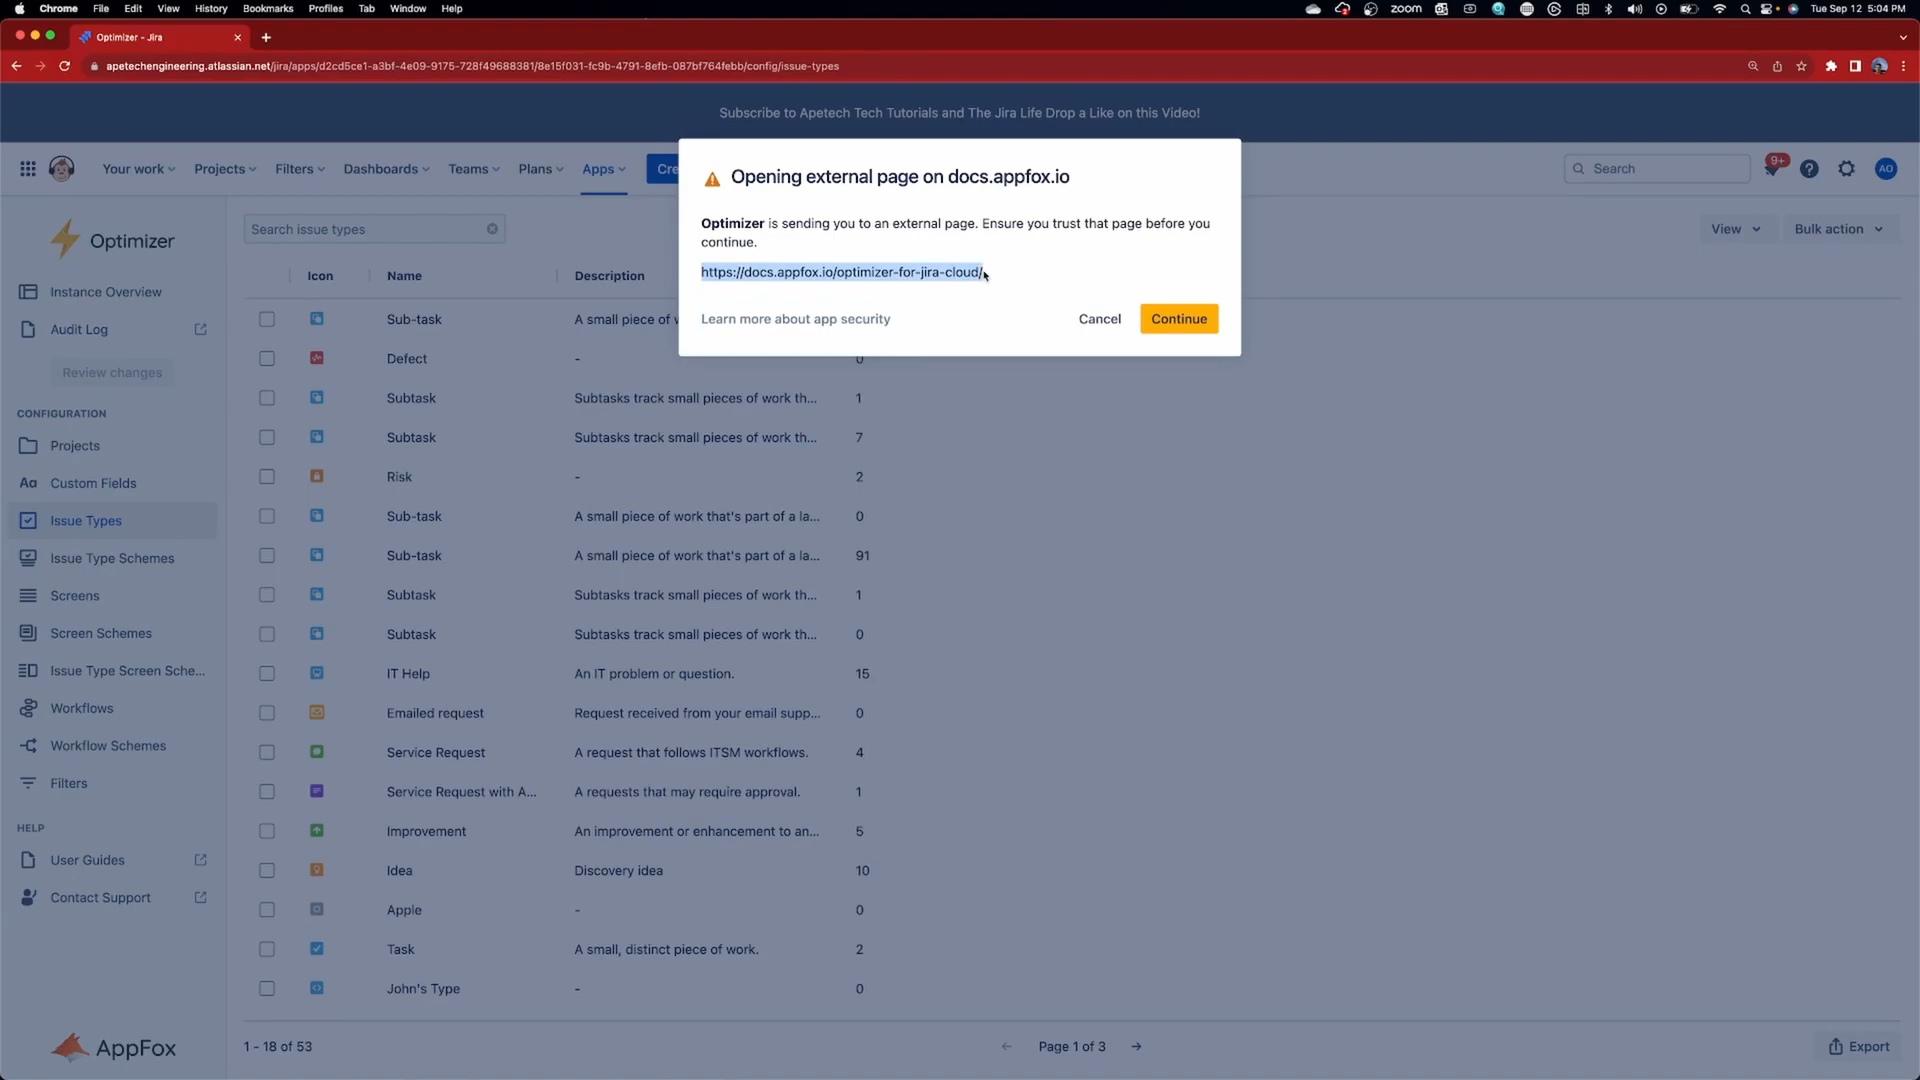 Chrome File Edit View History Bookmarks Profiles Tab Window Help
zoom
Tue Sep 12 5:04 PM
Optimizer - Jira
apetechengineering.atlassian.net/jira/apps/d2cd5ce1-a3bf-4e09-9175-728f49688381/8e15f031-fc9b-4791-8efb-087bf764febb/config/issue-types
Subscribe to Apetech Tech Tutorials and The Jira Life Drop a Like on this Video!
Your work Projects Filters Dashboards Teams Plans Apps Cre
Search
9+
AO
Opening external page on docs.appfox.io
Optimizer is sending you to an external page. Ensure you trust that page before you
continue.
https://docs.appfox.io/optimizer-for-jira-cloud/
Learn more about app security
Cancel
Continue
Optimizer
Instance Overview
Audit Log
Review changes
CONFIGURATION
Projects
Aa Custom Fields
Issue Types
Issue Type Schemes
Screens
Screen Schemes
Issue Type Screen Sche...
Workflows
Workflow Schemes
Filters
HELP
User Guides
Contact Support
AppFox
Search issue types
View
Bulk action
Icon Name Description
Sub-task A small piece of w
Defect - 0
Subtask Subtasks track small pieces of work th... 1
Subtask Subtasks track small pieces of work th... 7
Risk - 2
Sub-task A small piece of work that's part of a la... 0
Sub-task A small piece of work that's part of a la... 91
Subtask Subtasks track small pieces of work th... 1
Subtask Subtasks track small pieces of work th... 0
IT Help An IT problem or question. 15
Emailed request Request received from your email supp... 0
Service Request A request that follows ITSM workflows. 4
Service Request with A... A requests that may require approval. 1
Improvement An improvement or enhancement to an... 5
Idea Discovery idea 10
Apple - 0
Task A small, distinct piece of work. 2
John's Type - 0
1 - 18 of 53
Page 1 of 3
Export